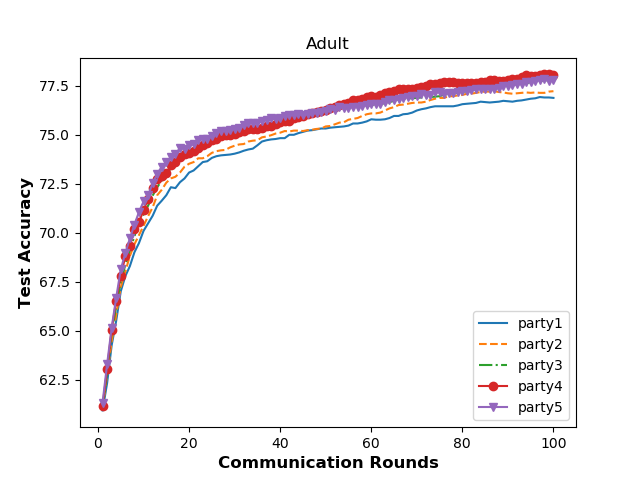 Adult
Test Accuracy
77.5
75.0
72.5
70.0
67.5
65.0
62.5
0 20 40 60 80 100
Communication Rounds
party1
party2
party3
party4
party5